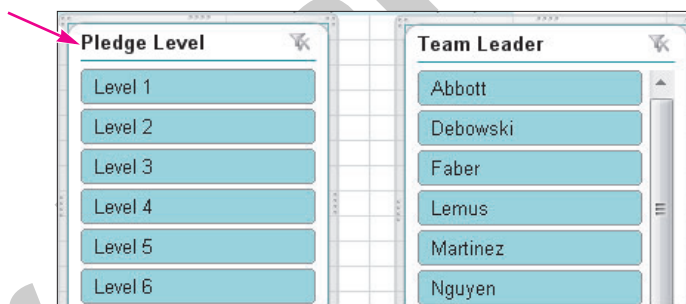 Pledge Level
Level 1
Level 2
Level 3
Level 4
Level 5
Level 6
Team Leader
Abbott
Debowski
Faber
Lemus
Martinez
Nguyen